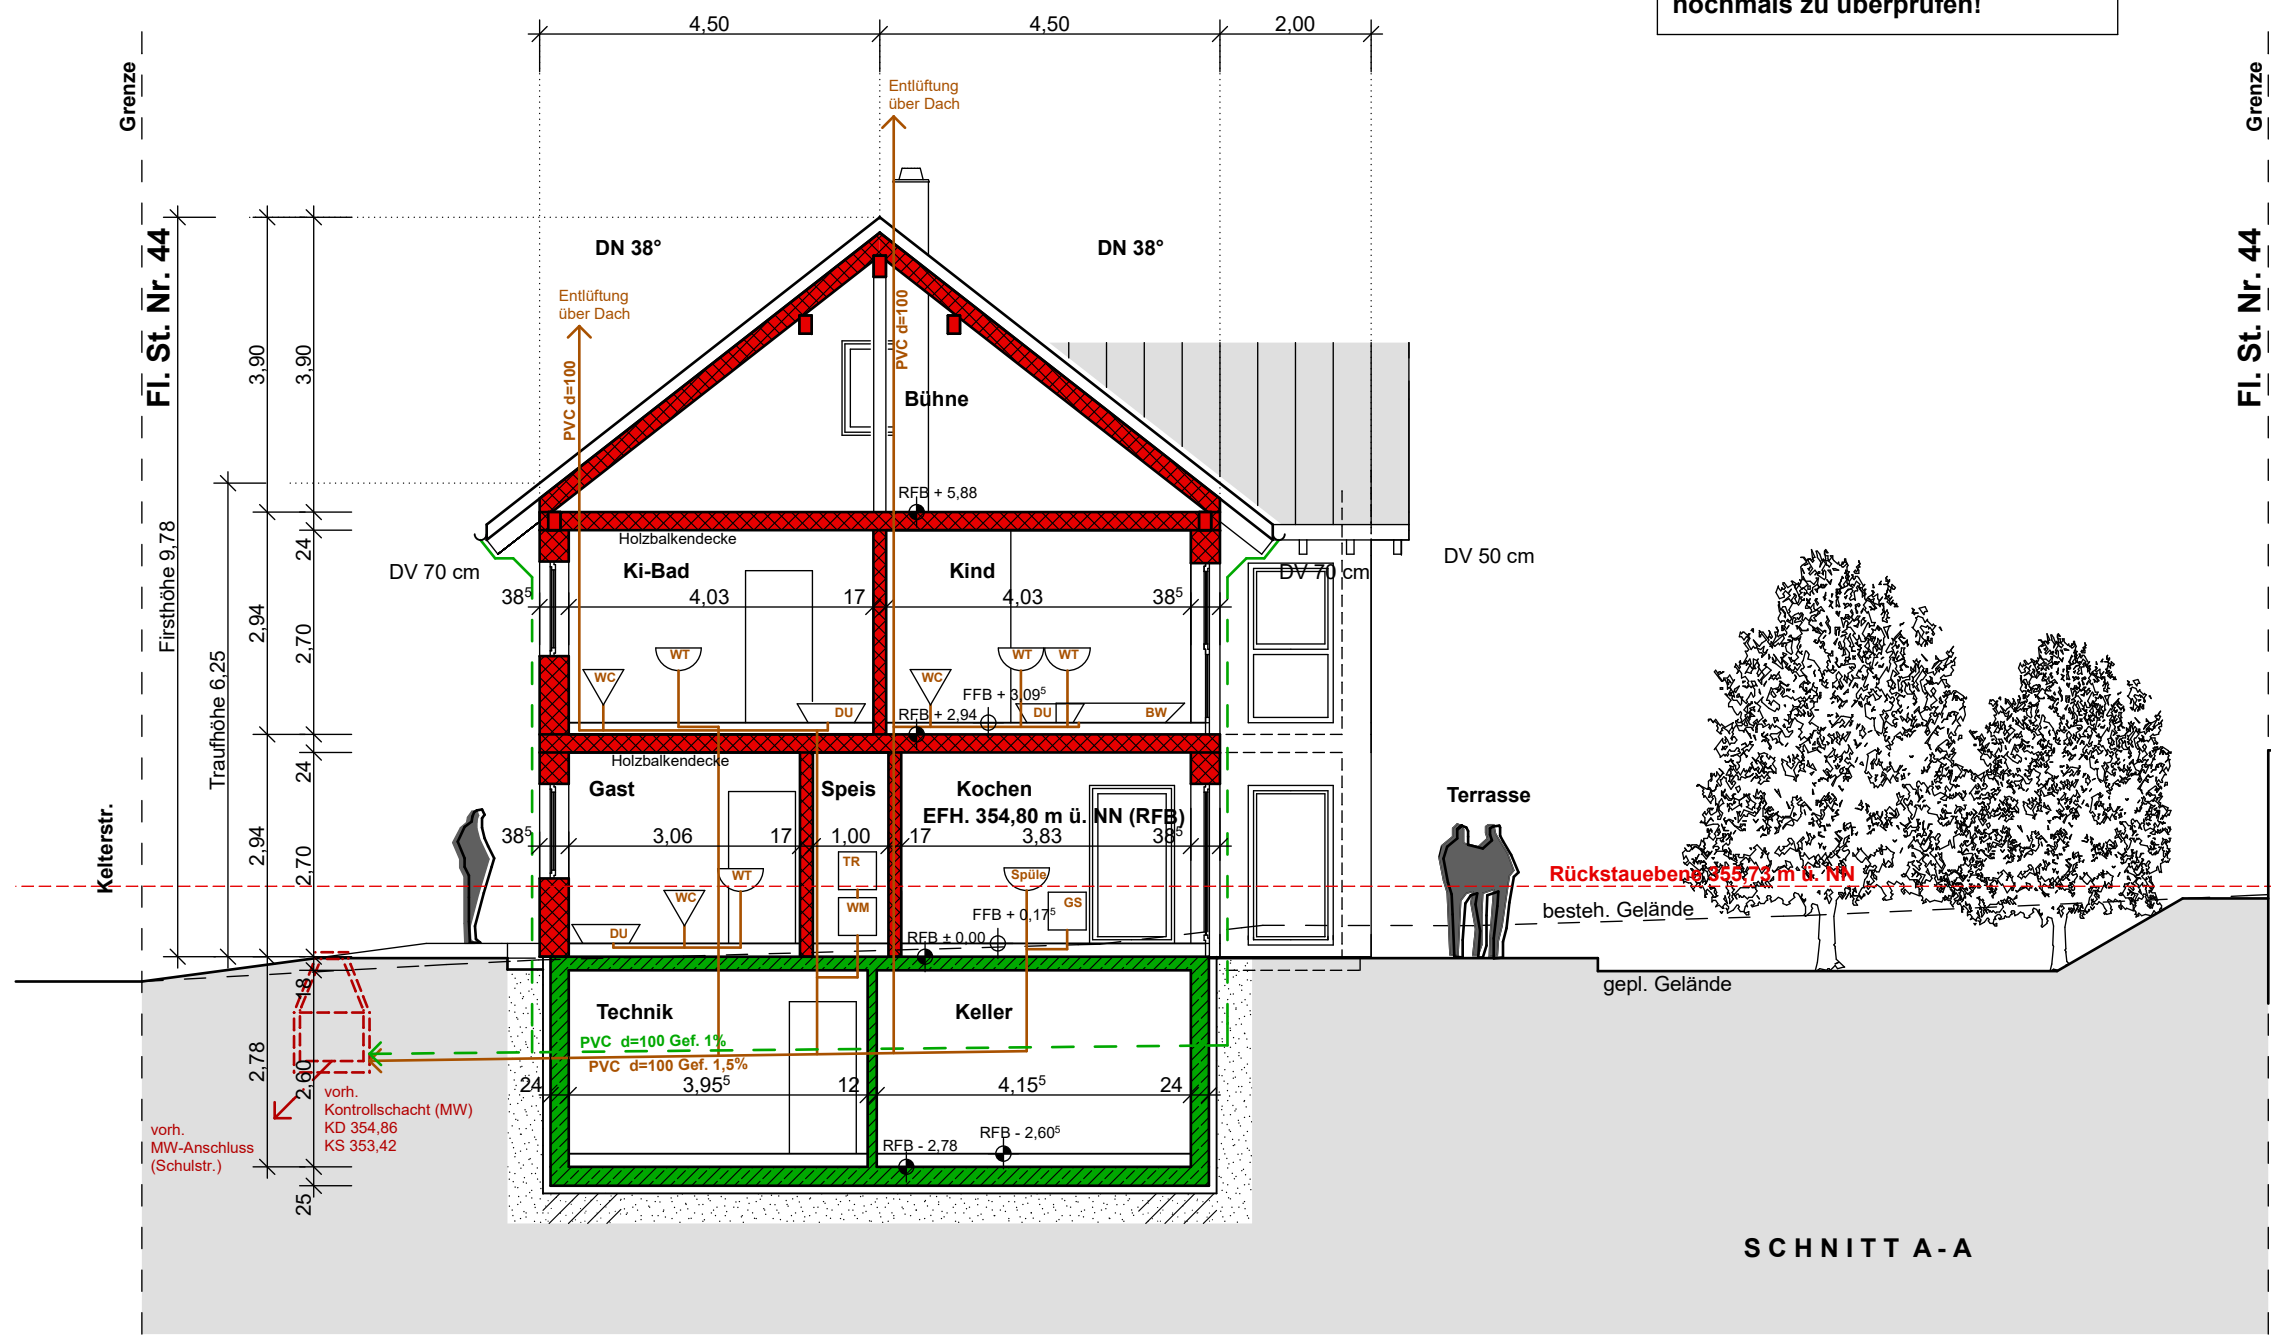 nochmals zu überprüfen!
4,50
4,50
2,00
Grenze
Grenze
Entlüftung
über Dach
Fl. St. Nr. 44
Fl. St. Nr. 44
DN 38°
DN 38°
Entlüftung
über Dach
PVC d=100
PVC d=100
3,90
3,90
Bühne
RFB + 5,88
Firsthöhe 9,78
Traufhöhe 6,25
24
Holzbalkendecke
DV 70 cm
Ki-Bad
Kind
DV 70 cm
DV 50 cm
38⁵
4,03
17
4,03
38⁵
2,94
2,70
WC
WT
DU
WC
WT
WT
FFB + 3,09⁵
DU
BW
RFB + 2,94
24
Holzbalkendecke
Gast
Speis
Kochen
EFH. 354,80 m ü. NN (RFB)
Terrasse
Kelterstr.
38⁵
3,06
17
1,00
17
3,83
38⁵
2,94
2,70
TR
WT
Spüle
Rückstauebene 355,73 m ü. NN
WC
WM
GS
besteh. Gelände
DU
FFB + 0,17⁵
RFB ± 0,00
18
gepl. Gelände
Technik
Keller
PVC d=100 Gef. 1%
PVC d=100 Gef. 1,5%
2,78
2,60
24
3,95⁵
12
4,15⁵
24
vorh.
Kontrollschacht (MW)
KD 354,86
KS 353,42
vorh.
MW-Anschluss
(Schulstr.)
RFB - 2,78
RFB - 2,60⁵
25
SCHNITT A-A